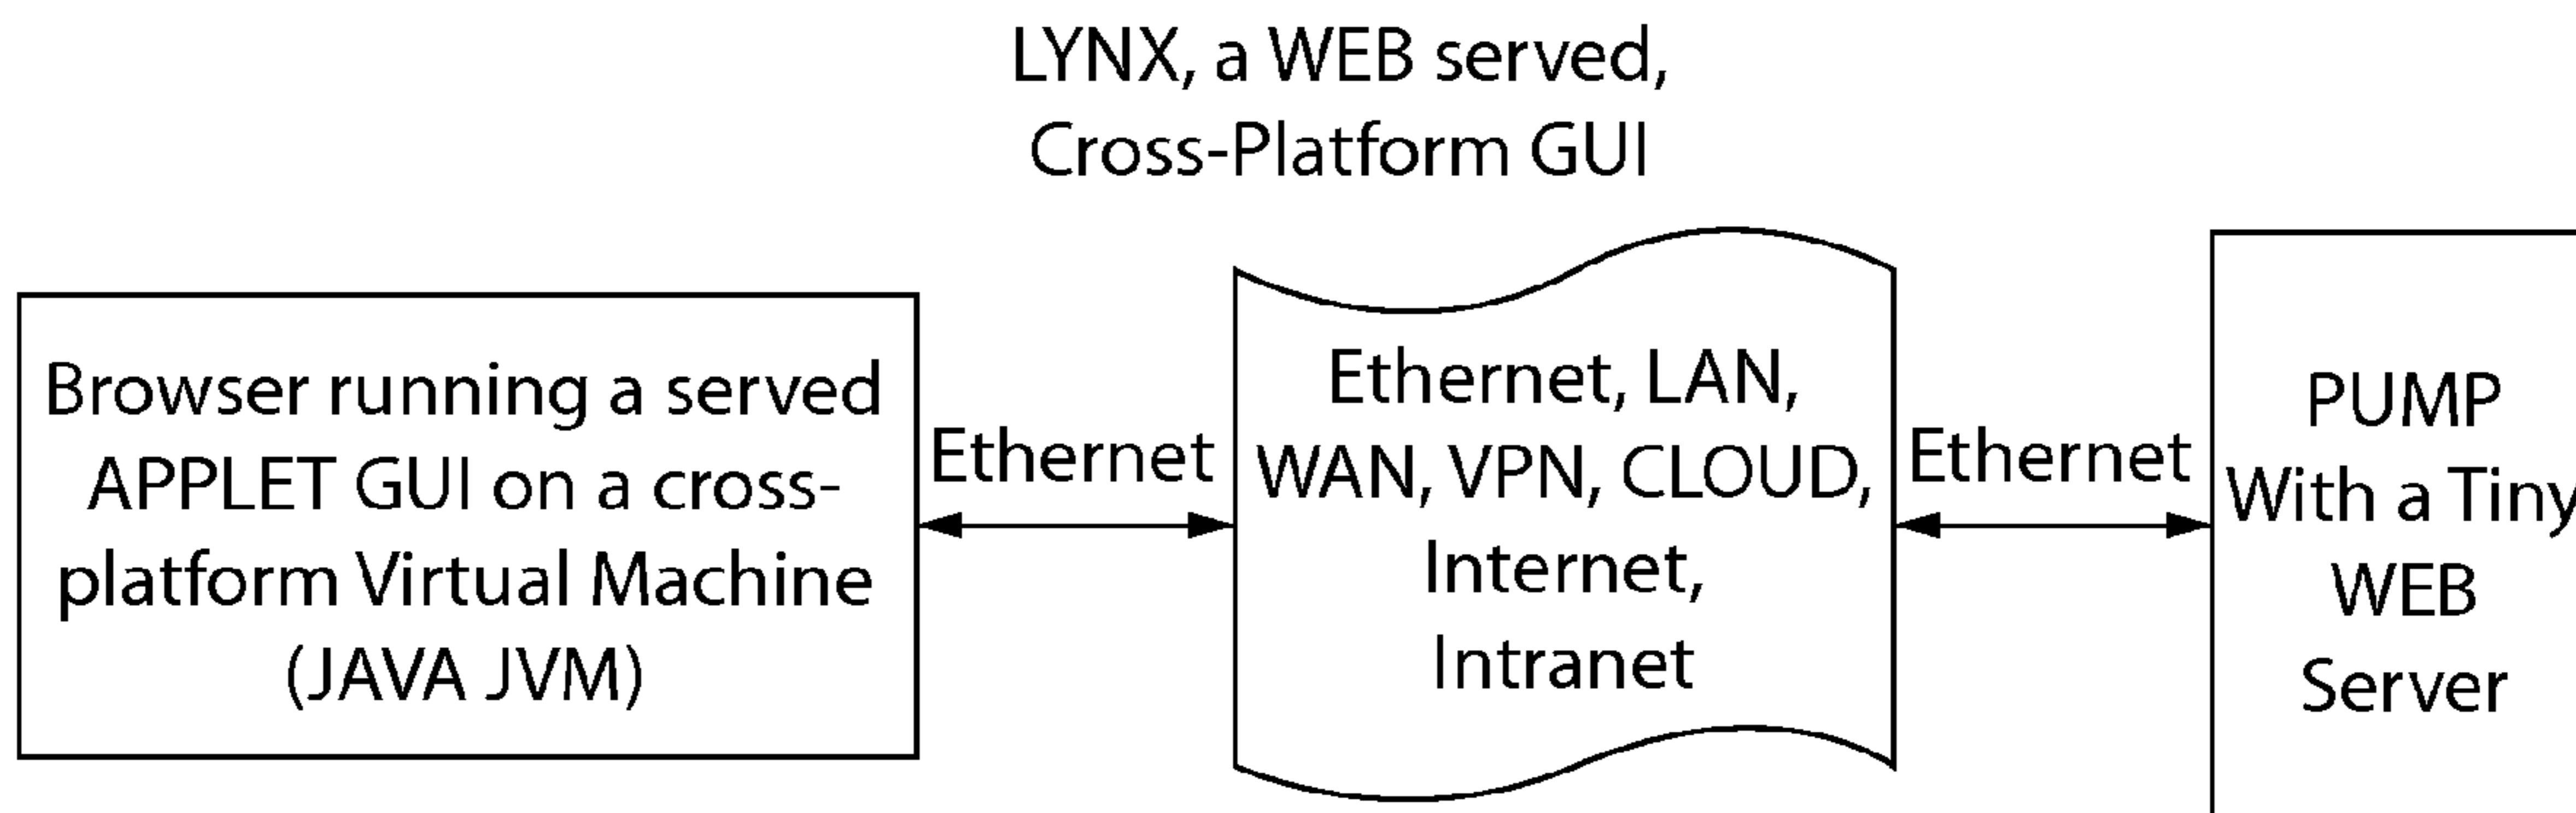 LYNX, a WEB served,
Cross-Platform GUI
Browser running a served
APPLET GUI on a cross-
platform Virtual Machine
(JAVA JVM)
Ethernet
Ethernet, LAN,
WAN, VPN, CLOUD,
Internet,
Intranet
Ethernet
PUMP
With a Tiny
WEB
Server